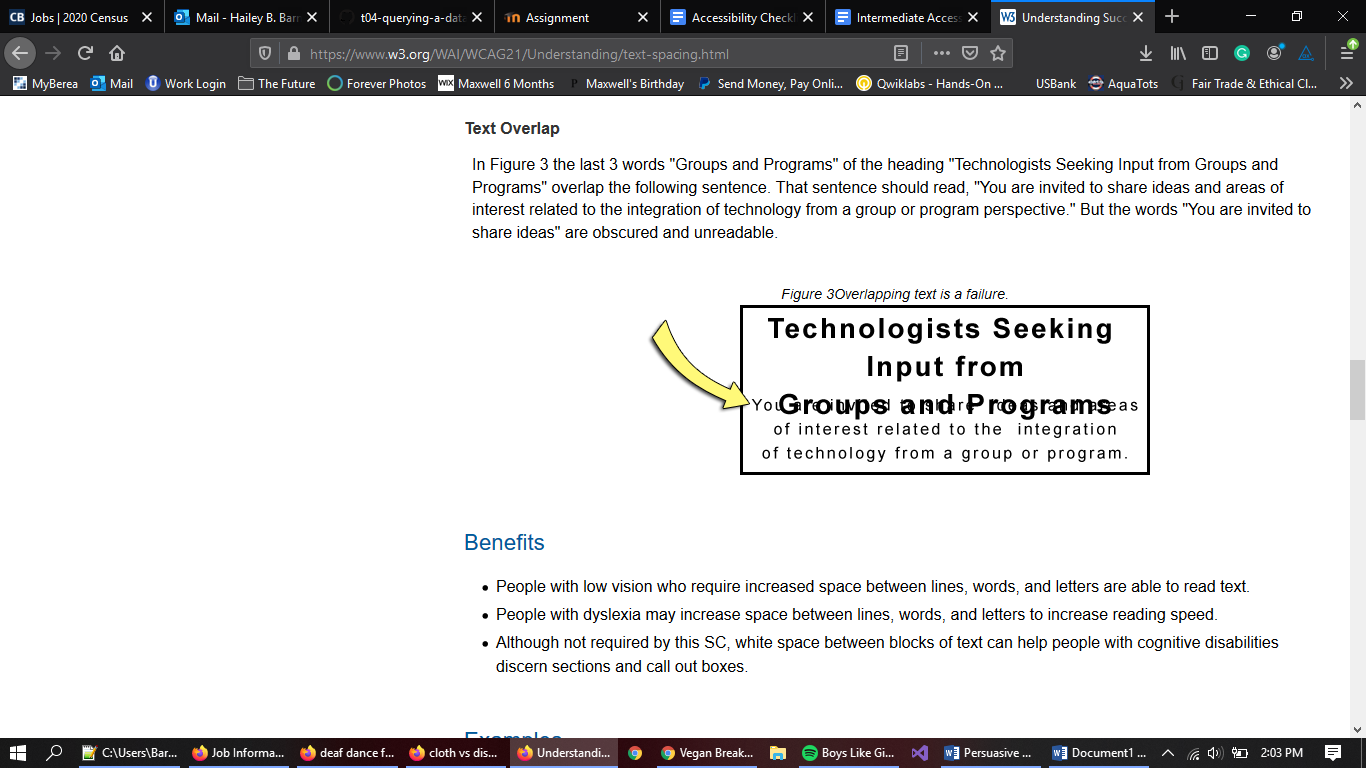 Jobs | 2020 Census
Mail - Hailey B. Barr
t04-querying-a-data
Assignment
Accessibility Checkl
Intermediate Access
Understanding Succ
https://www.w3.org/WAI/WCAG21/Understanding/text-spacing.html
MyBerea Mail Work Login The Future Forever Photos Maxwell 6 Months Maxwell's Birthday Send Money, Pay Onli... Qwiklabs - Hands-On ... USBank AquaTots Fair Trade & Ethical Cl...
Text Overlap
In Figure 3 the last 3 words "Groups and Programs" of the heading "Technologists Seeking Input from Groups and
Programs" overlap the following sentence. That sentence should read, "You are invited to share ideas and areas of
interest related to the integration of technology from a group or program perspective." But the words "You are invited to
share ideas" are obscured and unreadable.
Figure 3Overlapping text is a failure.
Technologists Seeking
Input from
Groups and Programs
You are invited to share ideas and areas
of interest related to the integration
of technology from a group or program.
Benefits
• People with low vision who require increased space between lines, words, and letters are able to read text.
• People with dyslexia may increase space between lines, words, and letters to increase reading speed.
• Although not required by this SC, white space between blocks of text can help people with cognitive disabilities
discern sections and call out boxes.
Examples
C:\Users\Bar... Job Informa... deaf dance f... cloth vs dis... Understandi... Vegan Break... Boys Like Gi... Persuasive ... Document1 ... 2:03 PM